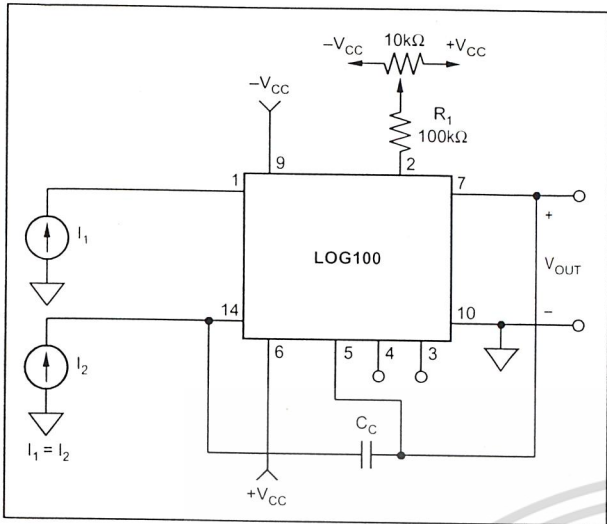 -VCC 10kΩ +VCC
-VCC
R1
100kΩ
9 2
1 7
I1
+
LOG100
VOUT
14 10 -
6 5 4 3
I2
I1 = I2
CC
+VCC